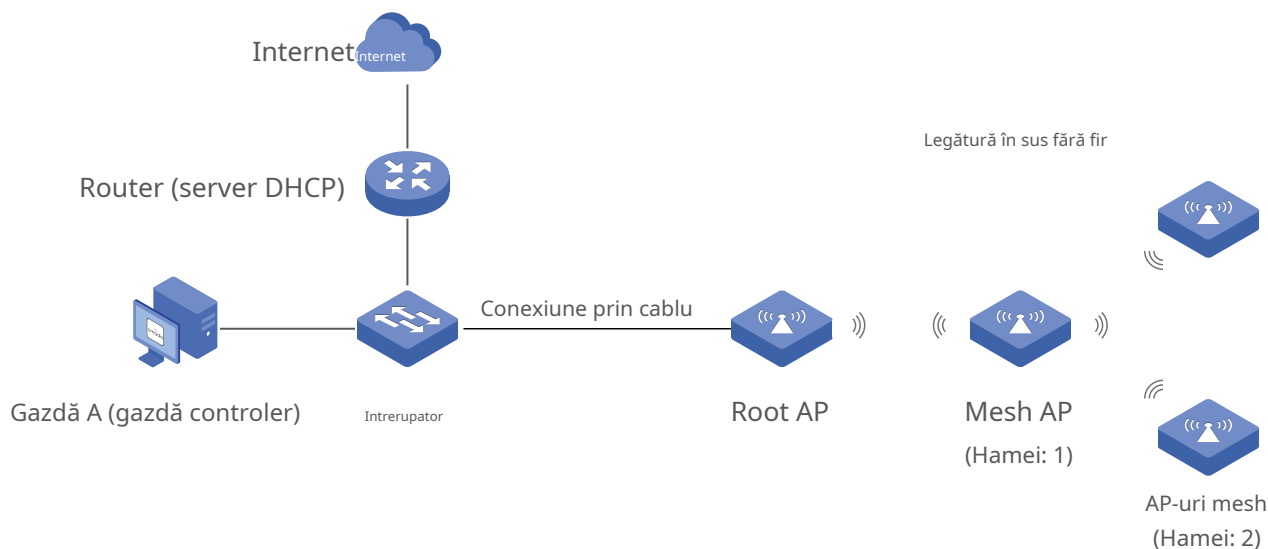 Internet
Internet
Legătură în sus fără fir
Router (server DHCP)
Conexiune prin cablu
Gazdă A (gazdă controler)
Intrerupator
Root AP
Mesh AP
(Hamei: 1)
AP-uri mesh
(Hamei: 2)